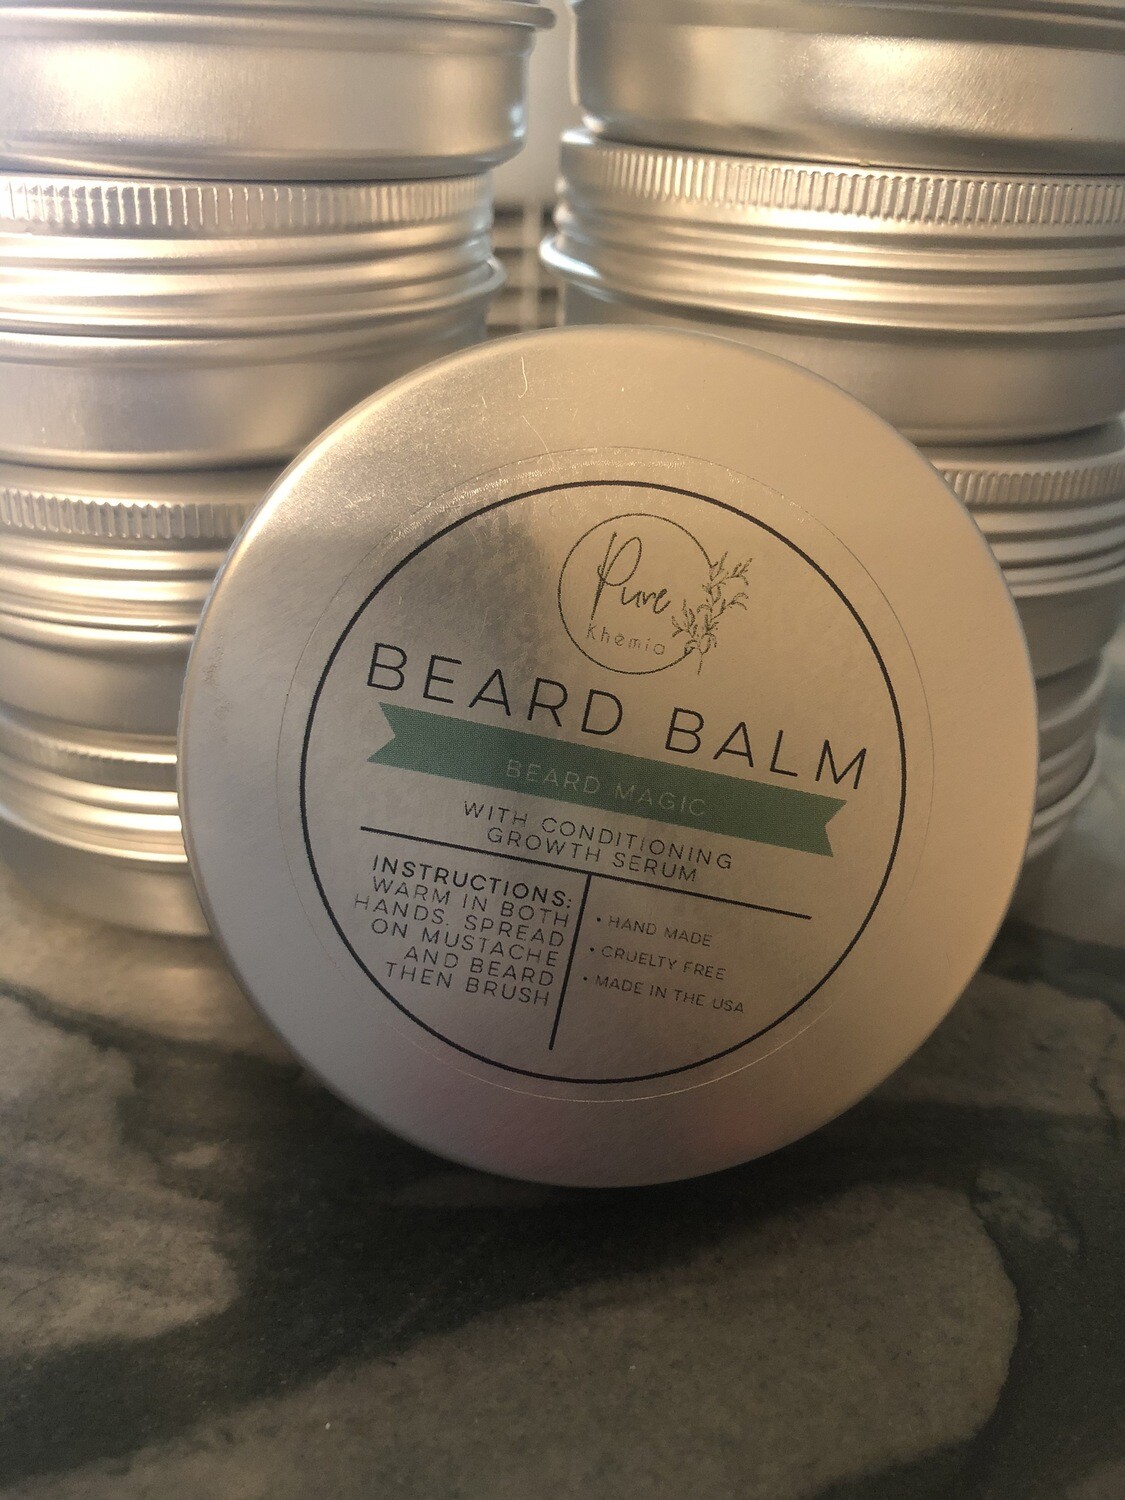 Pure
Khemia
BEARD BALM
BEARD MAGIC
WITH CONDITIONING
GROWTH SERUM
INSTRUCTIONS:
WARM IN BOTH
HANDS. SPREAD
ON MUSTACHE
AND BEARD
THEN BRUSH
• HAND MADE
• CRUELTY FREE
• MADE IN THE USA